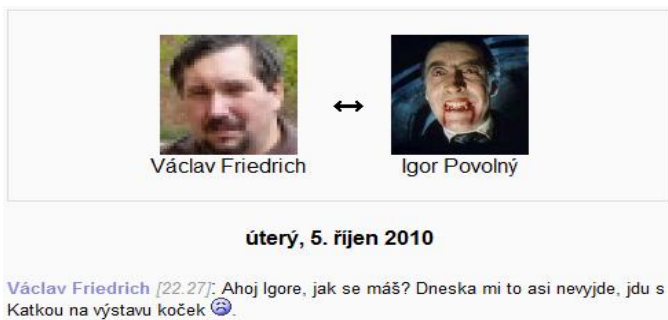 Václav Friedrich
Igor Povolný
úterý, 5. říjen 2010
Václav Friedrich [22.27]: Ahoj Igore, jak se máš? Dneska mi to asi nevyjde, jdu s
Katkou na výstavu koček .